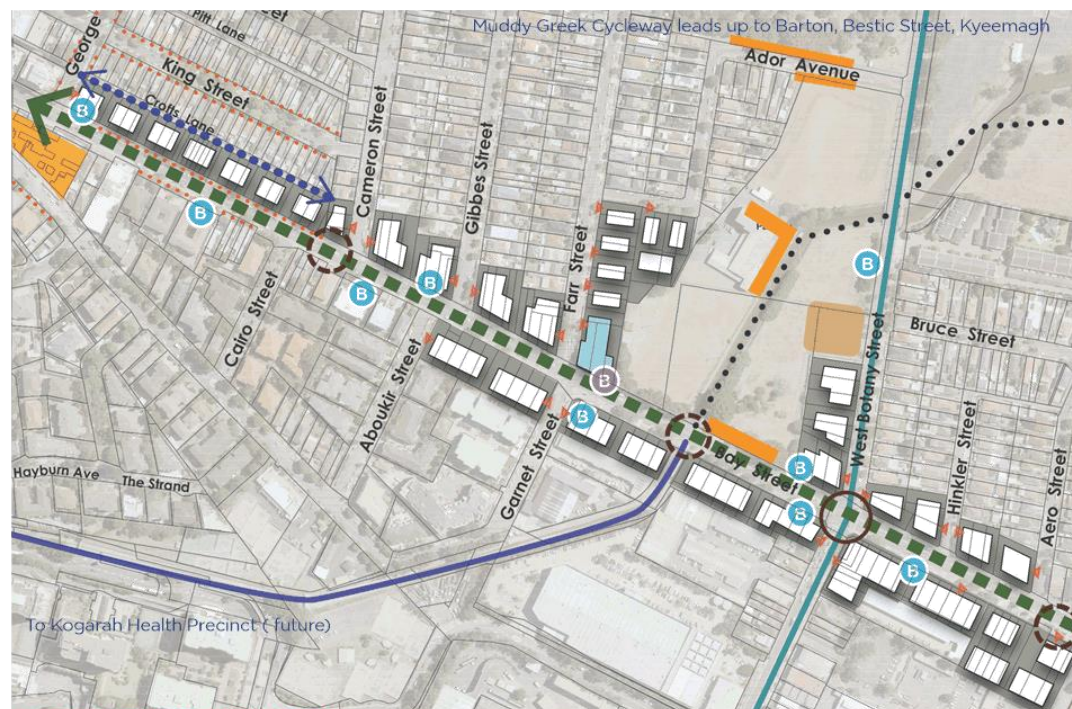 Muddy Greek Cycleway leads up to Barton, Bestic Street, Kyeemagh
Pitt Lane
George
King Street
Crofts Lane
Ador Avenue
Cameron Street
Gibbes Street
Farr Street
B
B
B
B
B
B
B
B
B
B
Cairo Street
Aboukir Street
Garnet Street
Bay Street
West Botany Street
Bruce Street
Hinkler Street
Aero Street
Hayburn Ave
The Strand
To Kogarah Health Precinct ( future)